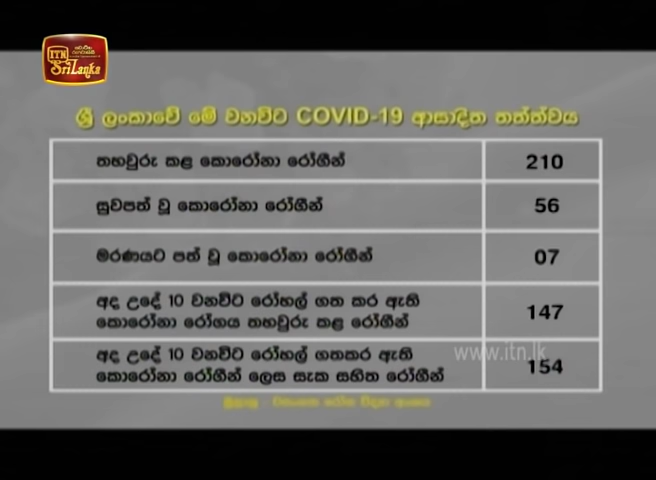 ITN
Sri Lanka
ශ්‍රී ලංකාවේ මේ වනවිට COVID-19 ආසාදිත තත්ත්වය
තහවුරු කළ කොරෝනා රෝගීන් 210
සුවපත් වූ කොරෝනා රෝගීන් 56
මරණයට පත් වූ කොරෝනා රෝගීන් 07
අද උදේ 10 වනවිට රෝහල් ගත කර ඇති
කොරෝනා රෝගය තහවුරු කළ රෝගීන් 147
අද උදේ 10 වනවිට රෝහල් ගතකර ඇති
කොරෝනා රෝගීන් ලෙස සැක සහිත රෝගීන් 154
www.itn.lk